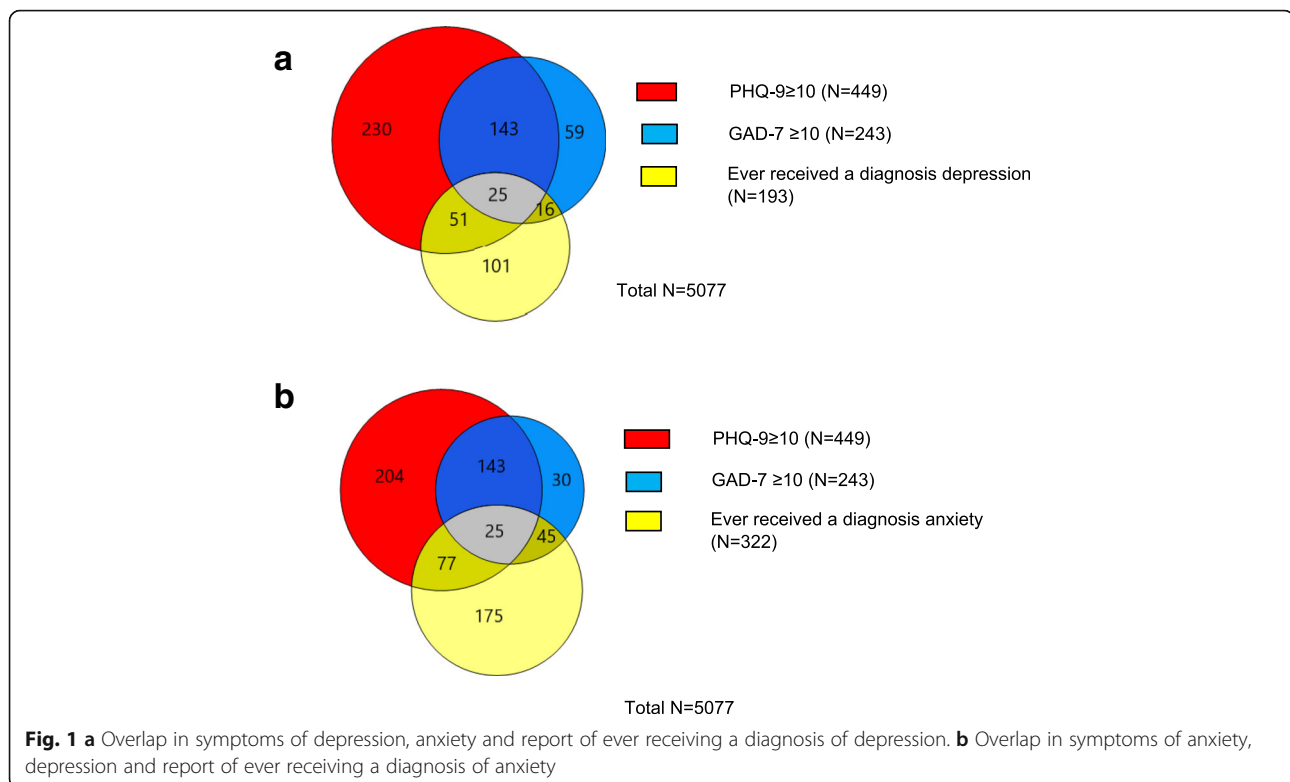 a
230
143
59
25
51
16
101
PHQ-9≥10 (N=449)
GAD-7 ≥10 (N=243)
Ever received a diagnosis depression
(N=193)
Total N=5077
b
204
143
30
25
45
77
175
PHQ-9≥10 (N=449)
GAD-7 ≥10 (N=243)
Ever received a diagnosis anxiety
(N=322)
Total N=5077
Fig. 1 a Overlap in symptoms of depression, anxiety and report of ever receiving a diagnosis of depression. b Overlap in symptoms of anxiety,
depression and report of ever receiving a diagnosis of anxiety